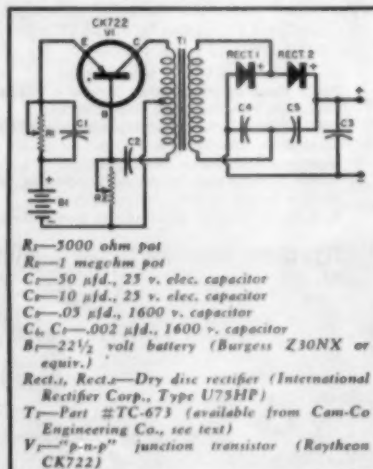 CK722
V1
E
C
B
T1
RECT.1
RECT.2
+
+
R1
C1
C2
R2
C4
C5
C3
+
-
+
B1
-
R1—5000 ohm pot
R2—1 megohm pot
C1—50 µfd., 25 v. elec. capacitor
C2—10 µfd., 25 v. elec. capacitor
C3—.05 µfd., 1600 v. capacitor
C4, C5—.002 µfd., 1600 v. capacitor
B1—22½ volt battery (Burgess Z30NX or
equiv.)
Rect.1, Rect.2—Dry disc rectifier (International
Rectifier Corp., Type U75HP)
T1—Part #TC-673 (available from Cam-Co
Engineering Co., see text)
V1—"p-n-p" junction transistor (Raytheon
CK722)